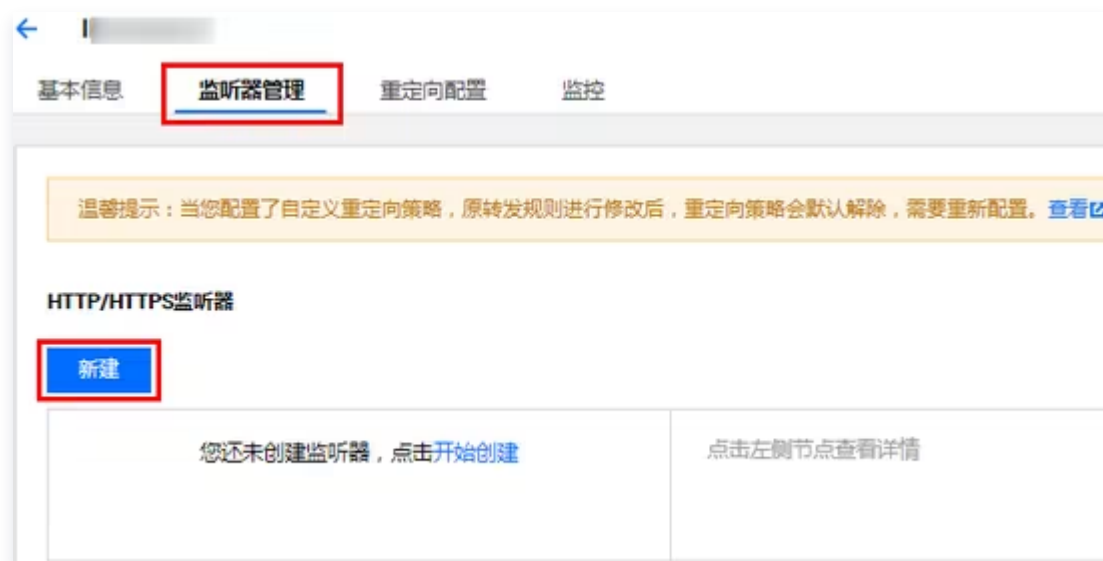 基本信息 监听器管理 重定向配置 监控
温馨提示：当您配置了自定义重定向策略，原转发规则进行修改后，重定向策略会默认解除，需要重新配置。查看
HTTP/HTTPS监听器
新建
您还未创建监听器，点击开始创建 点击左侧节点查看详情